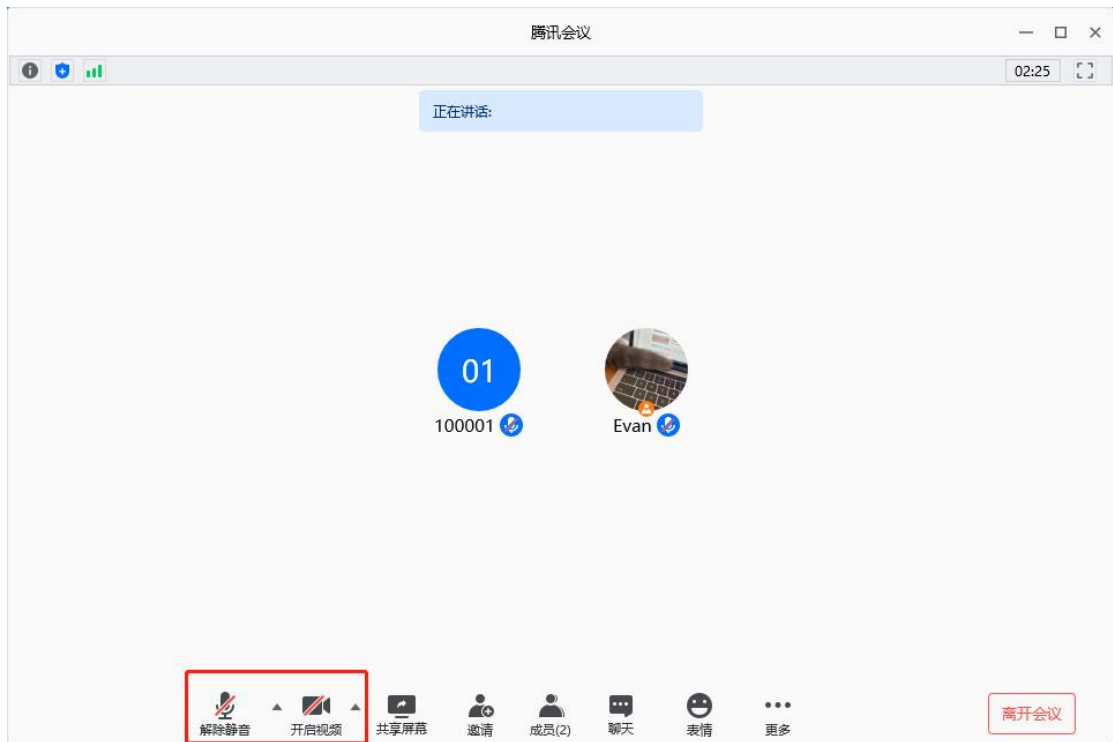 腾讯会议
02:25
正在讲话:
01
100001
Evan
解除静音
开启视频
共享屏幕
邀请
成员(2)
聊天
表情
更多
离开会议